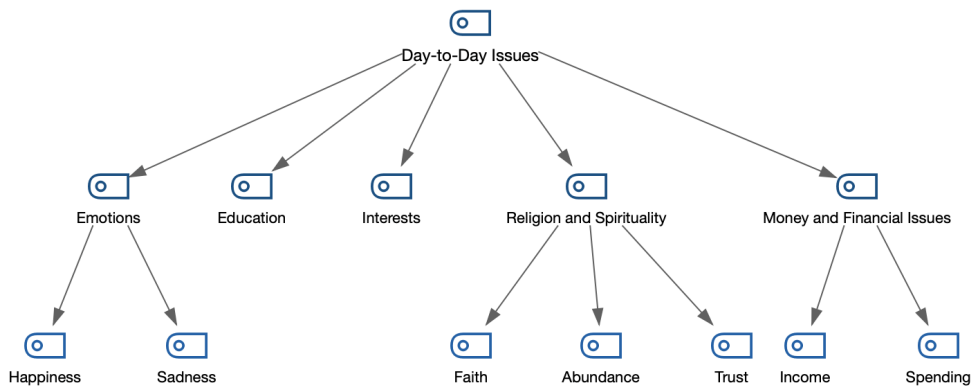 Day-to-Day Issues
Emotions
Education
Interests
Religion and Spirituality
Money and Financial Issues
Happiness
Sadness
Faith
Abundance
Trust
Income
Spending